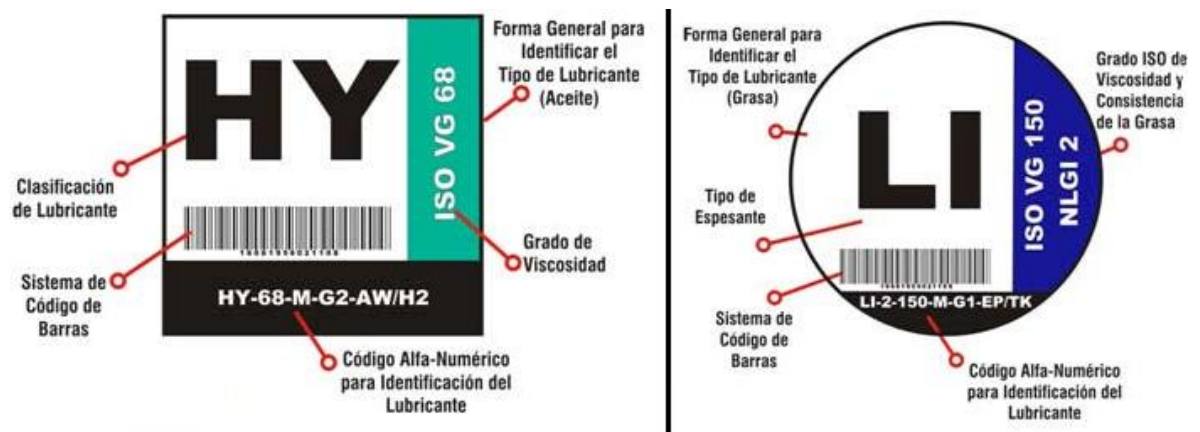 HY
ISO VG 68
HY-68-M-G2-AW/H2
Clasificación
de Lubricante
Sistema de
Código de
Barras
Forma General para
Identificar el
Tipo de Lubricante
(Aceite)
Grado de
Viscosidad
Código Alfa-Numérico
para Identificación del
Lubricante
Forma General para
Identificar el
Tipo de Lubricante
(Grasa)
Tipo de
Espesante
Sistema de
Código de
Barras
LI
ISO VG 150
NLGI 2
LI-2-150-M-G1-EP/TK
Grado ISO de
Viscosidad y
Consistencia
de la Grasa
Código Alfa-Numérico
para Identificación del
Lubricante